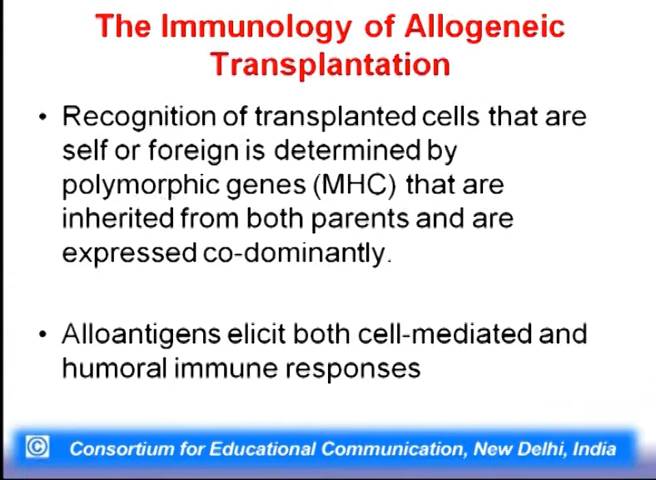 The Immunology of Allogeneic
Transplantation
• Recognition of transplanted cells that are
self or foreign is determined by
polymorphic genes (MHC) that are
inherited from both parents and are
expressed co-dominantly.
• Alloantigens elicit both cell-mediated and
humoral immune responses
© Consortium for Educational Communication, New Delhi, India